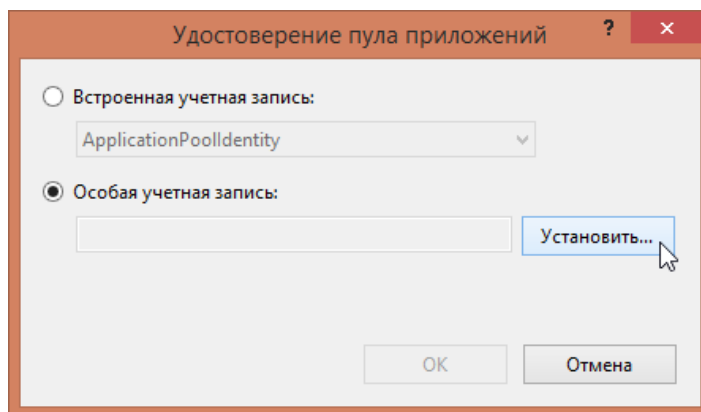 Удостоверение пула приложений
?
×
Встроенная учетная запись:
ApplicationPoolIdentity
Особая учетная запись:
Установить...
OK
Отмена